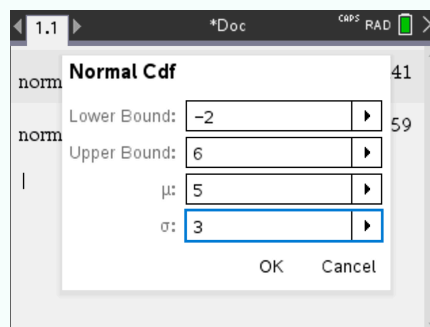 1.1 *Doc CAPS RAD
norm 41
Normal Cdf
Lower Bound: -2
norm 59
Upper Bound: 6
μ: 5
σ: 3
OK Cancel